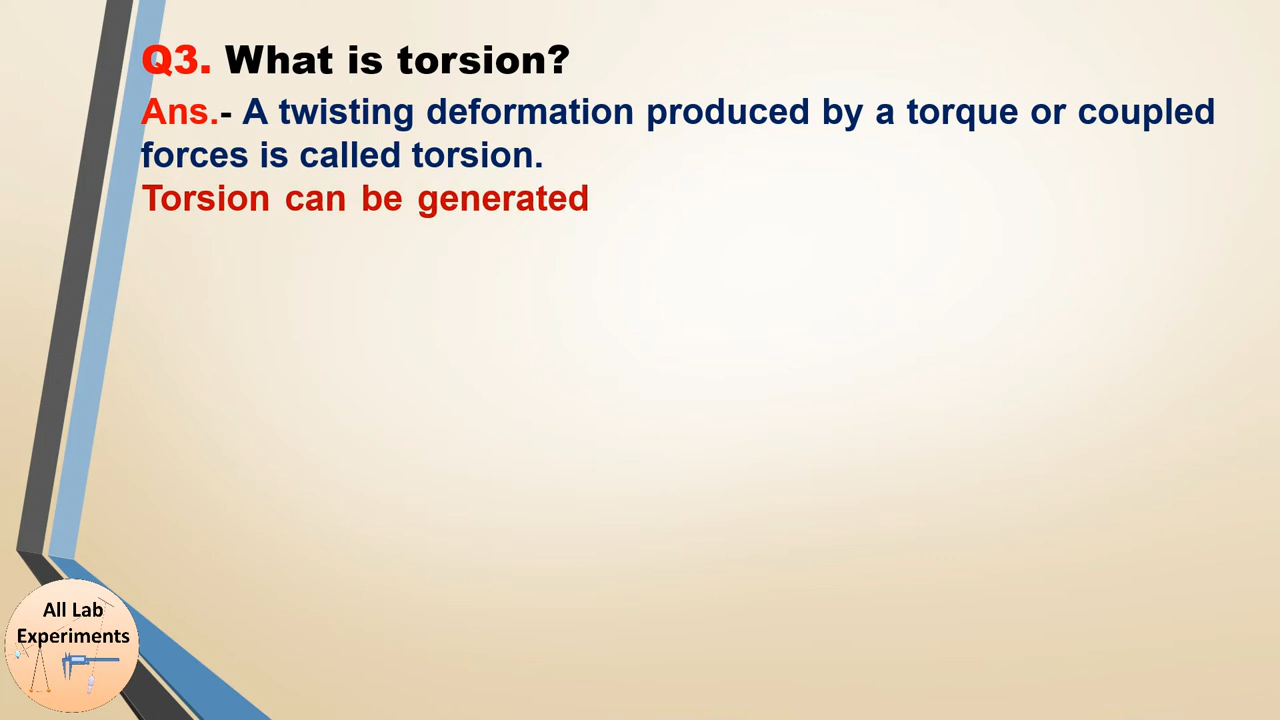 Q3. What is torsion?
Ans.- A twisting deformation produced by a torque or coupled
forces is called torsion.
Torsion can be generated
All Lab
Experiments